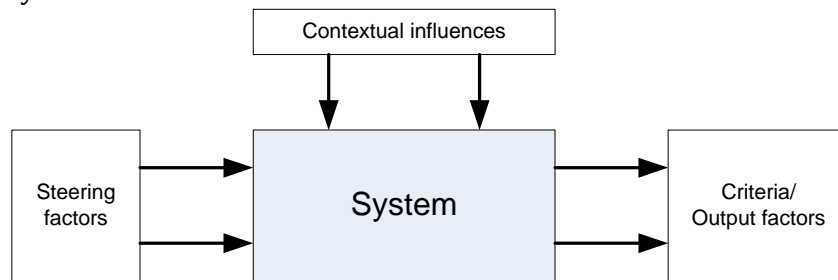 y
Contextual influences
Steering
factors
System
Criteria/
Output factors